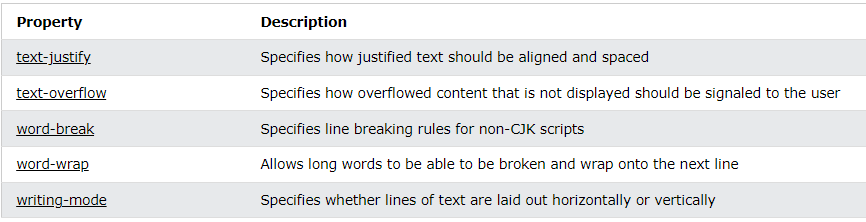 Property Description
text-justify Specifies how justified text should be aligned and spaced
text-overflow Specifies how overflowed content that is not displayed should be signaled to the user
word-break Specifies line breaking rules for non-CJK scripts
word-wrap Allows long words to be able to be broken and wrap onto the next line
writing-mode Specifies whether lines of text are laid out horizontally or vertically